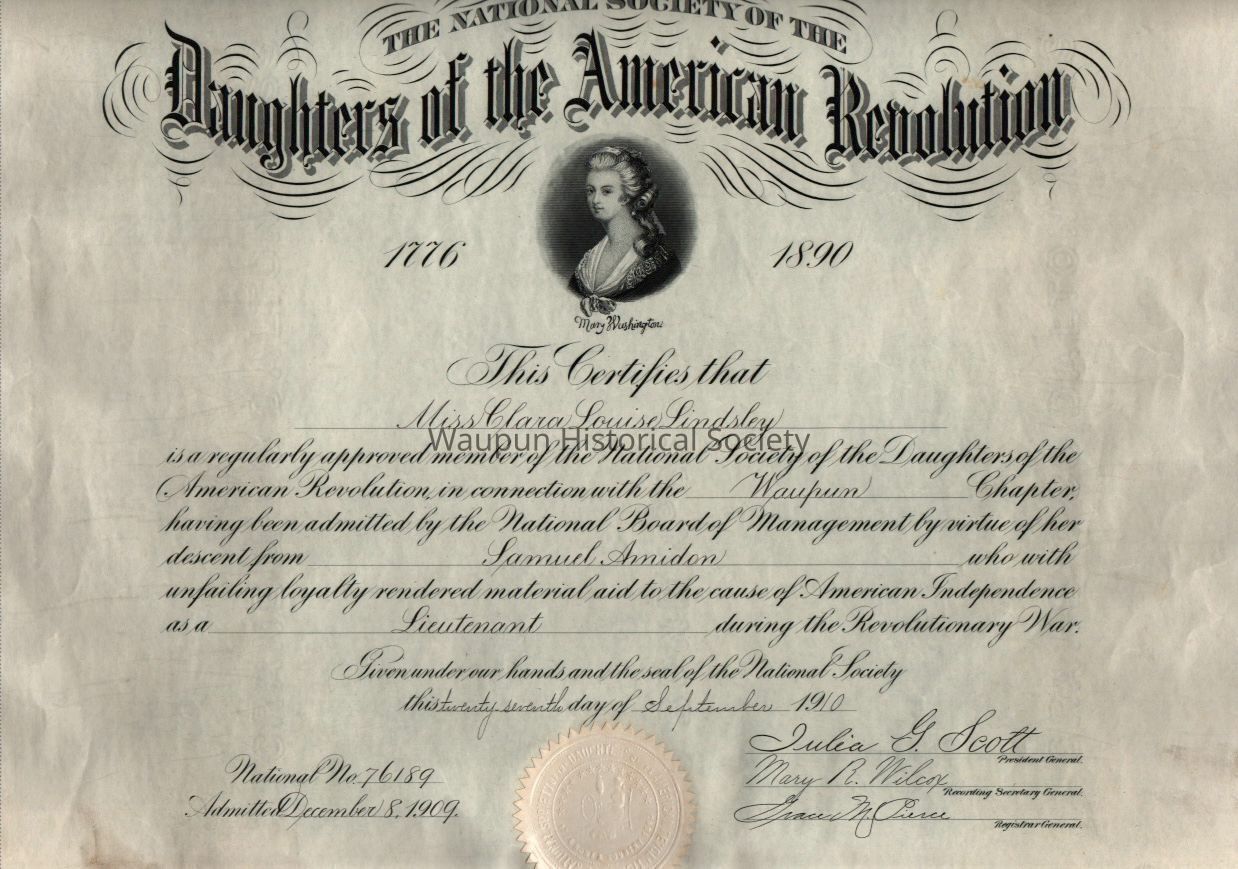 THE NATIONAL SOCIETY OF THE
Daughters of the American Revolution
1776
1890
Mary Washington
This Certifies that
Miss Clara Louise Lindsley
Waupun Historical Society
is a regularly approved member of the National Society of the Daughters of the
American Revolution, in connection with the Waupun Chapter,
having been admitted by the National Board of Management by virtue of her
descent from Samuel Amidon who with
unfailing loyalty rendered material aid to the cause of American Independence
as a Lieutenant during the Revolutionary War.
Given under our hands and the seal of the National Society
this twenty seventh day of September 1910
Julia G. Scott
President General.
Mary R. Wilcox
Recording Secretary General.
Grace M. Pierce
Registrar General.
National No. 76189
Admitted December 8, 1909.